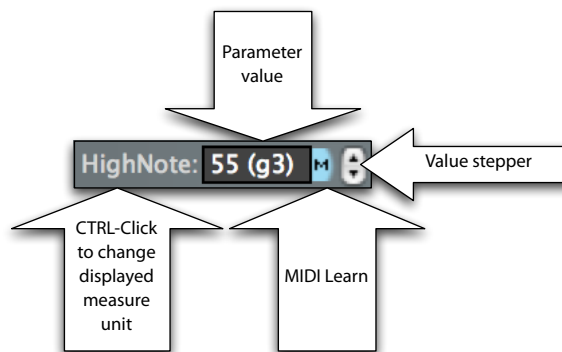 Parameter
value
HighNote: 55 (g3) M
Value stepper
CTRL-Click
to change
displayed
measure
unit
MIDI Learn